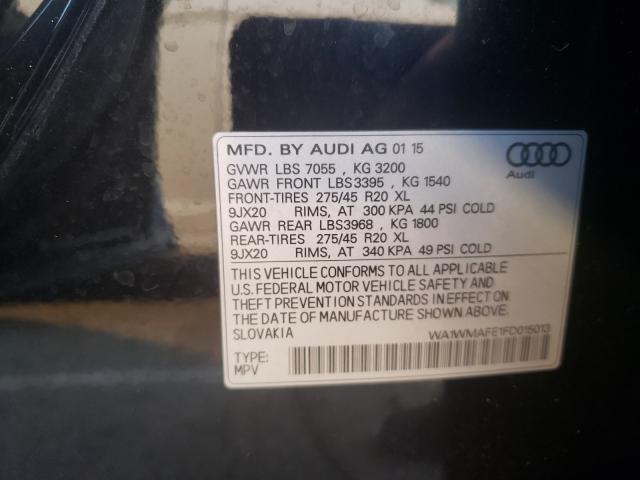 MFD. BY AUDI AG 01 15
GVWR LBS 7055 , KG 3200
GAWR FRONT LBS3395 , KG 1540
FRONT-TIRES 275/45 R20 XL
9JX20 RIMS, AT 300 KPA 44 PSI COLD
GAWR REAR LBS3968 , KG 1800
REAR-TIRES 275/45 R20 XL
9JX20 RIMS, AT 340 KPA 49 PSI COLD
THIS VEHICLE CONFORMS TO ALL APPLICABLE
U.S. FEDERAL MOTOR VEHICLE SAFETY AND
THEFT PREVENTION STANDARDS IN EFFECT ON
THE DATE OF MANUFACTURE SHOWN ABOVE.
SLOVAKIA WA1WMAFE1FD015013
TYPE:
MPV
Audi